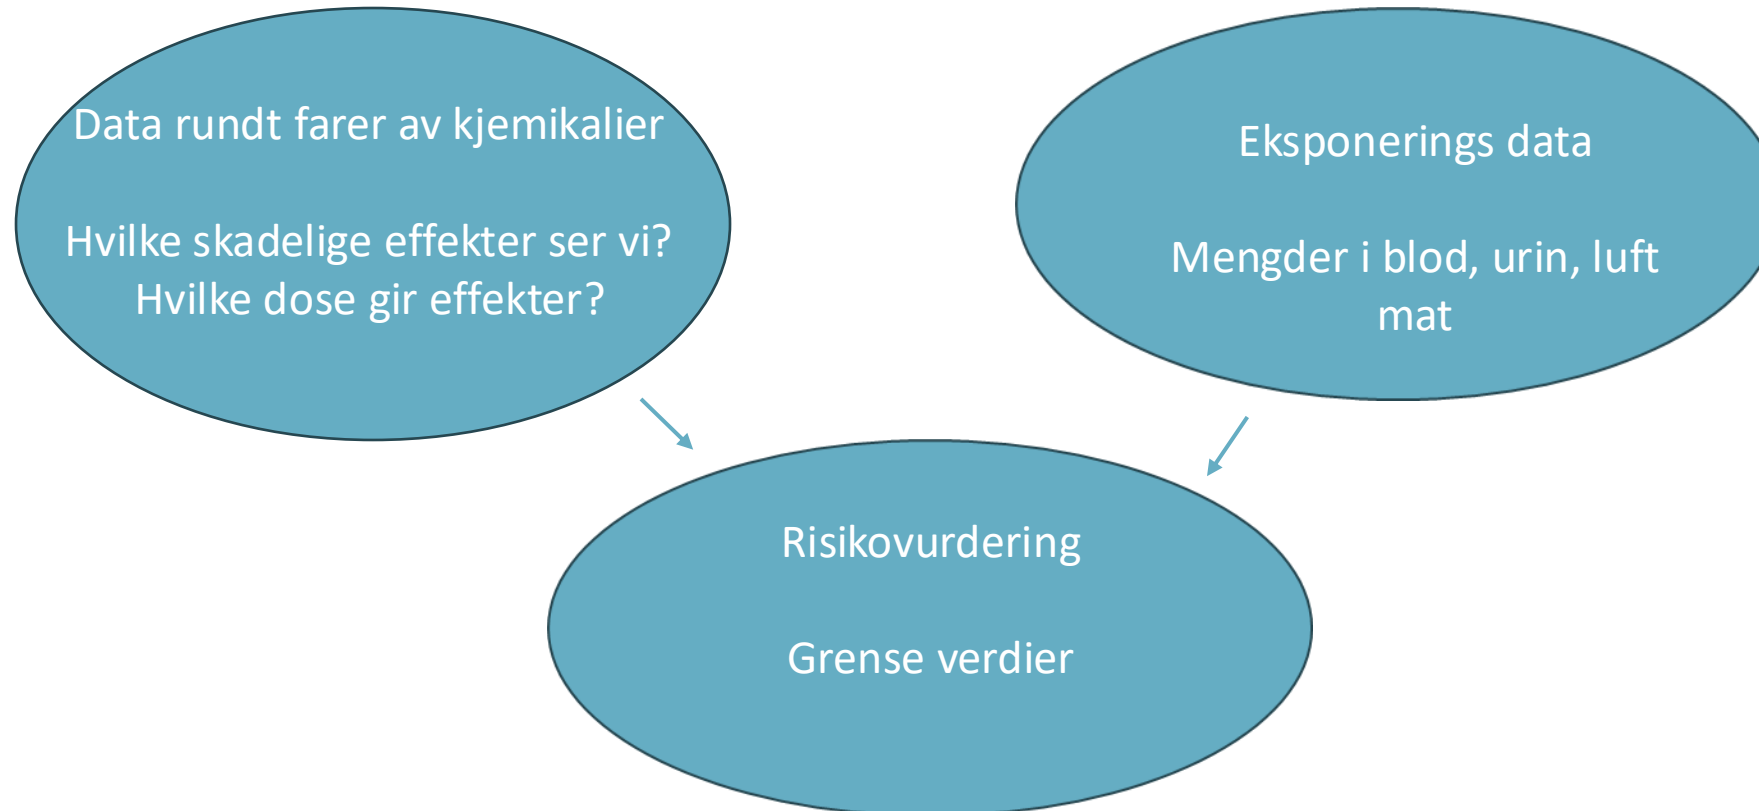 Data rundt farer av kjemikalier
Hvilke skadelige effekter ser vi?
Hvilke dose gir effekter?
Eksponerings data
Mengder i blod, urin, luft
mat
Risikovurdering
Grense verdier